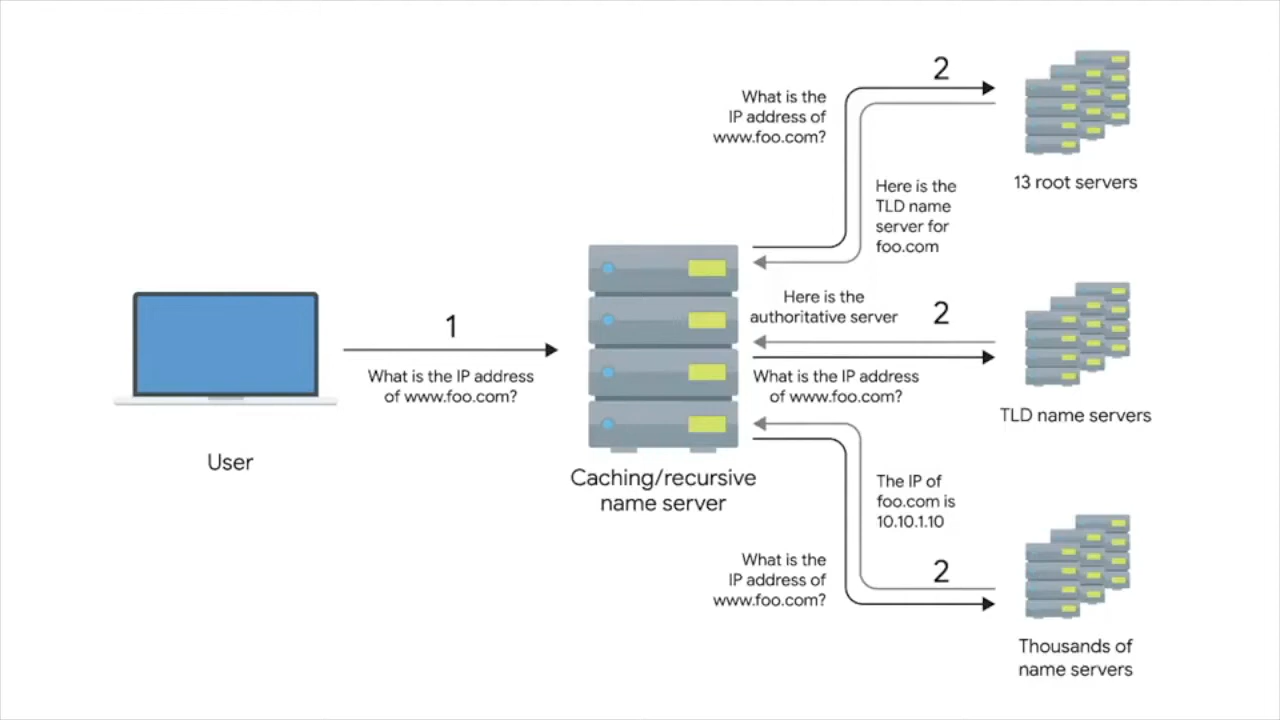 2
What is the
IP address of
www.foo.com?
13 root servers
Here is the
TLD name
server for
foo.com
Here is the
authoritative server
2
1
What is the IP address
of www.foo.com?
What is the IP address
of www.foo.com?
TLD name servers
User
Caching/recursive
name server
The IP of
foo.com is
10.10.1.10
What is the
IP address of
www.foo.com?
2
Thousands of
name servers